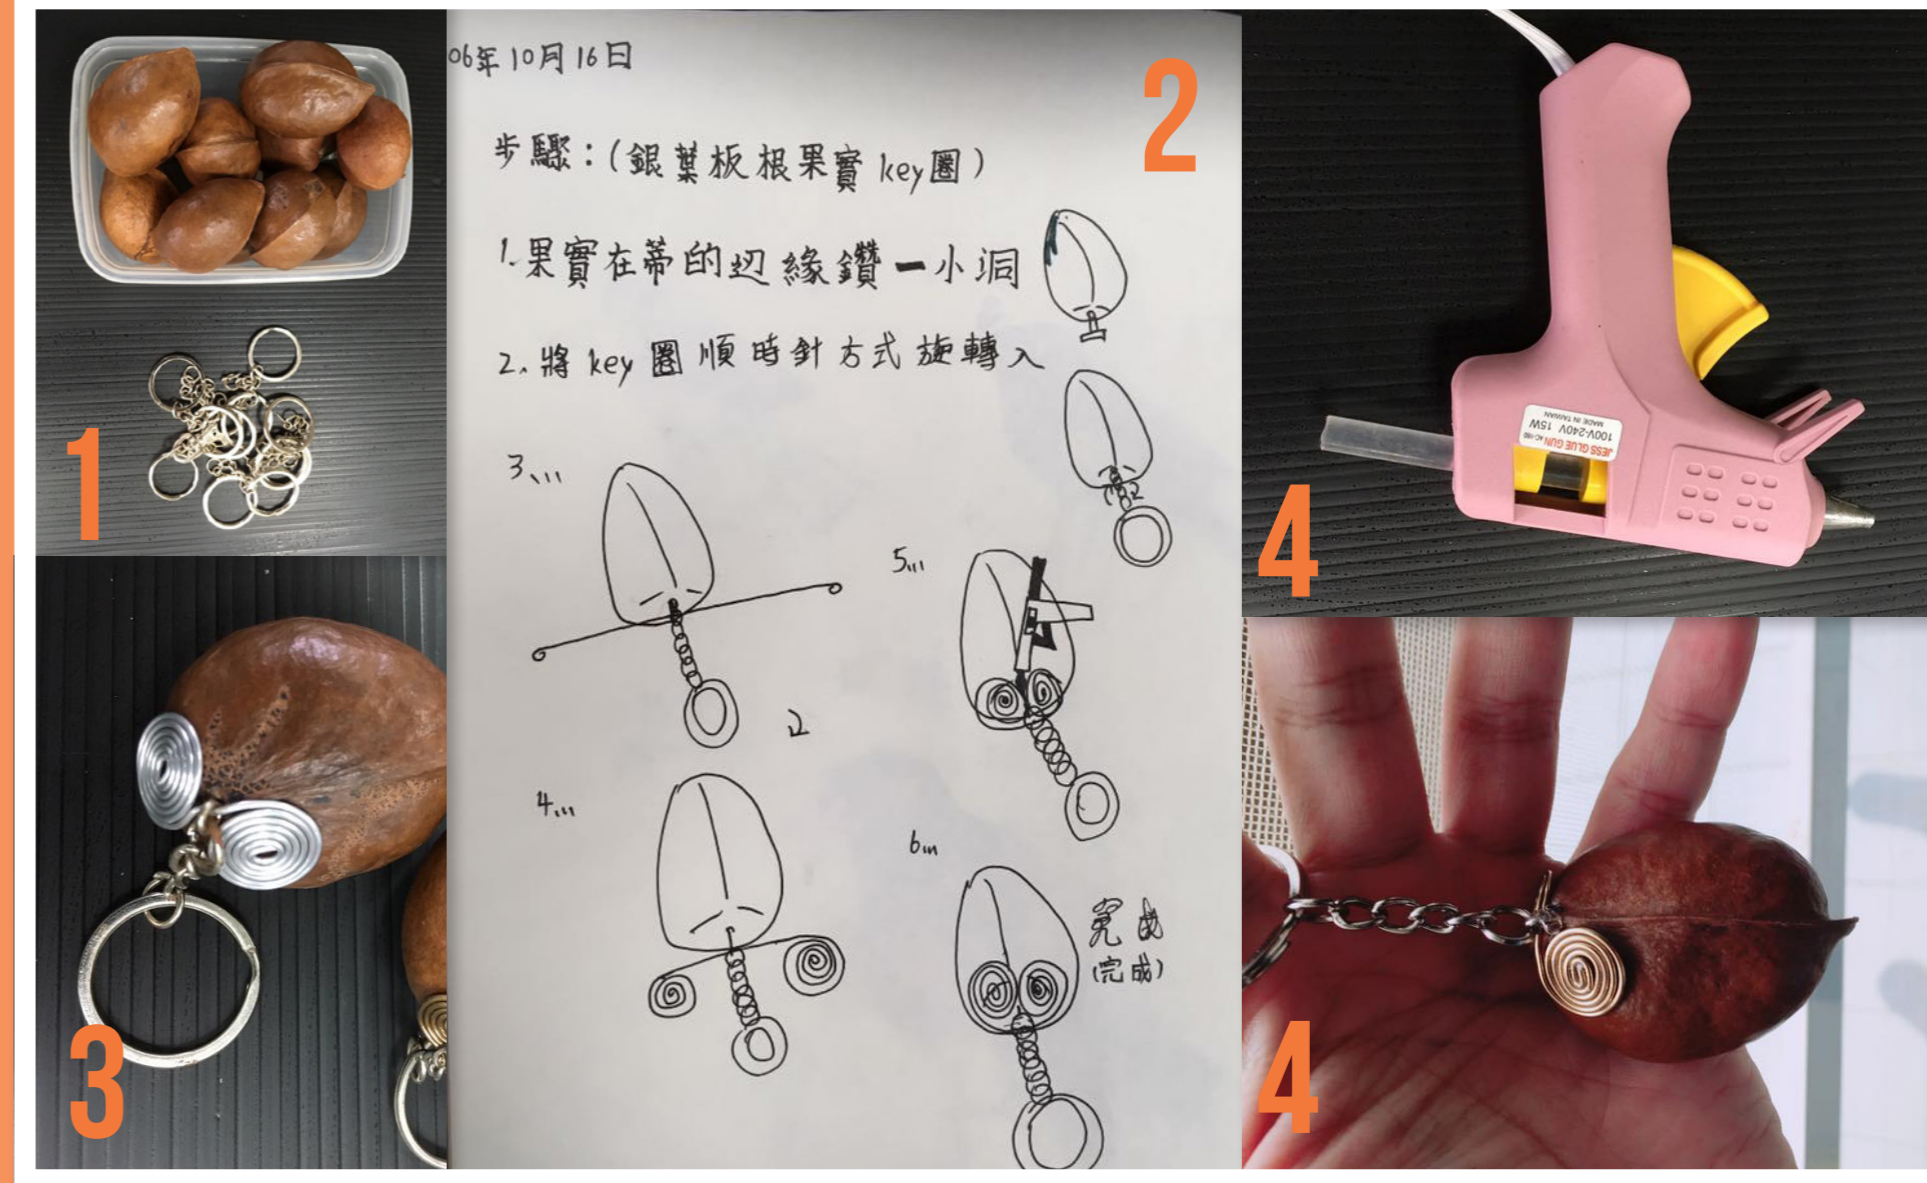 1
06年10月16日
2
步驟：(銀葉板根果實key圈)
1.果實在蒂的边緣鑽一小洞
2.將key圈順時針方式旋轉入
3...
4...
5...
6...
完成
(完成)
3
4
JESS GLUE GUN AC-180
100V-240V 15W
MADE IN TAIWAN
4